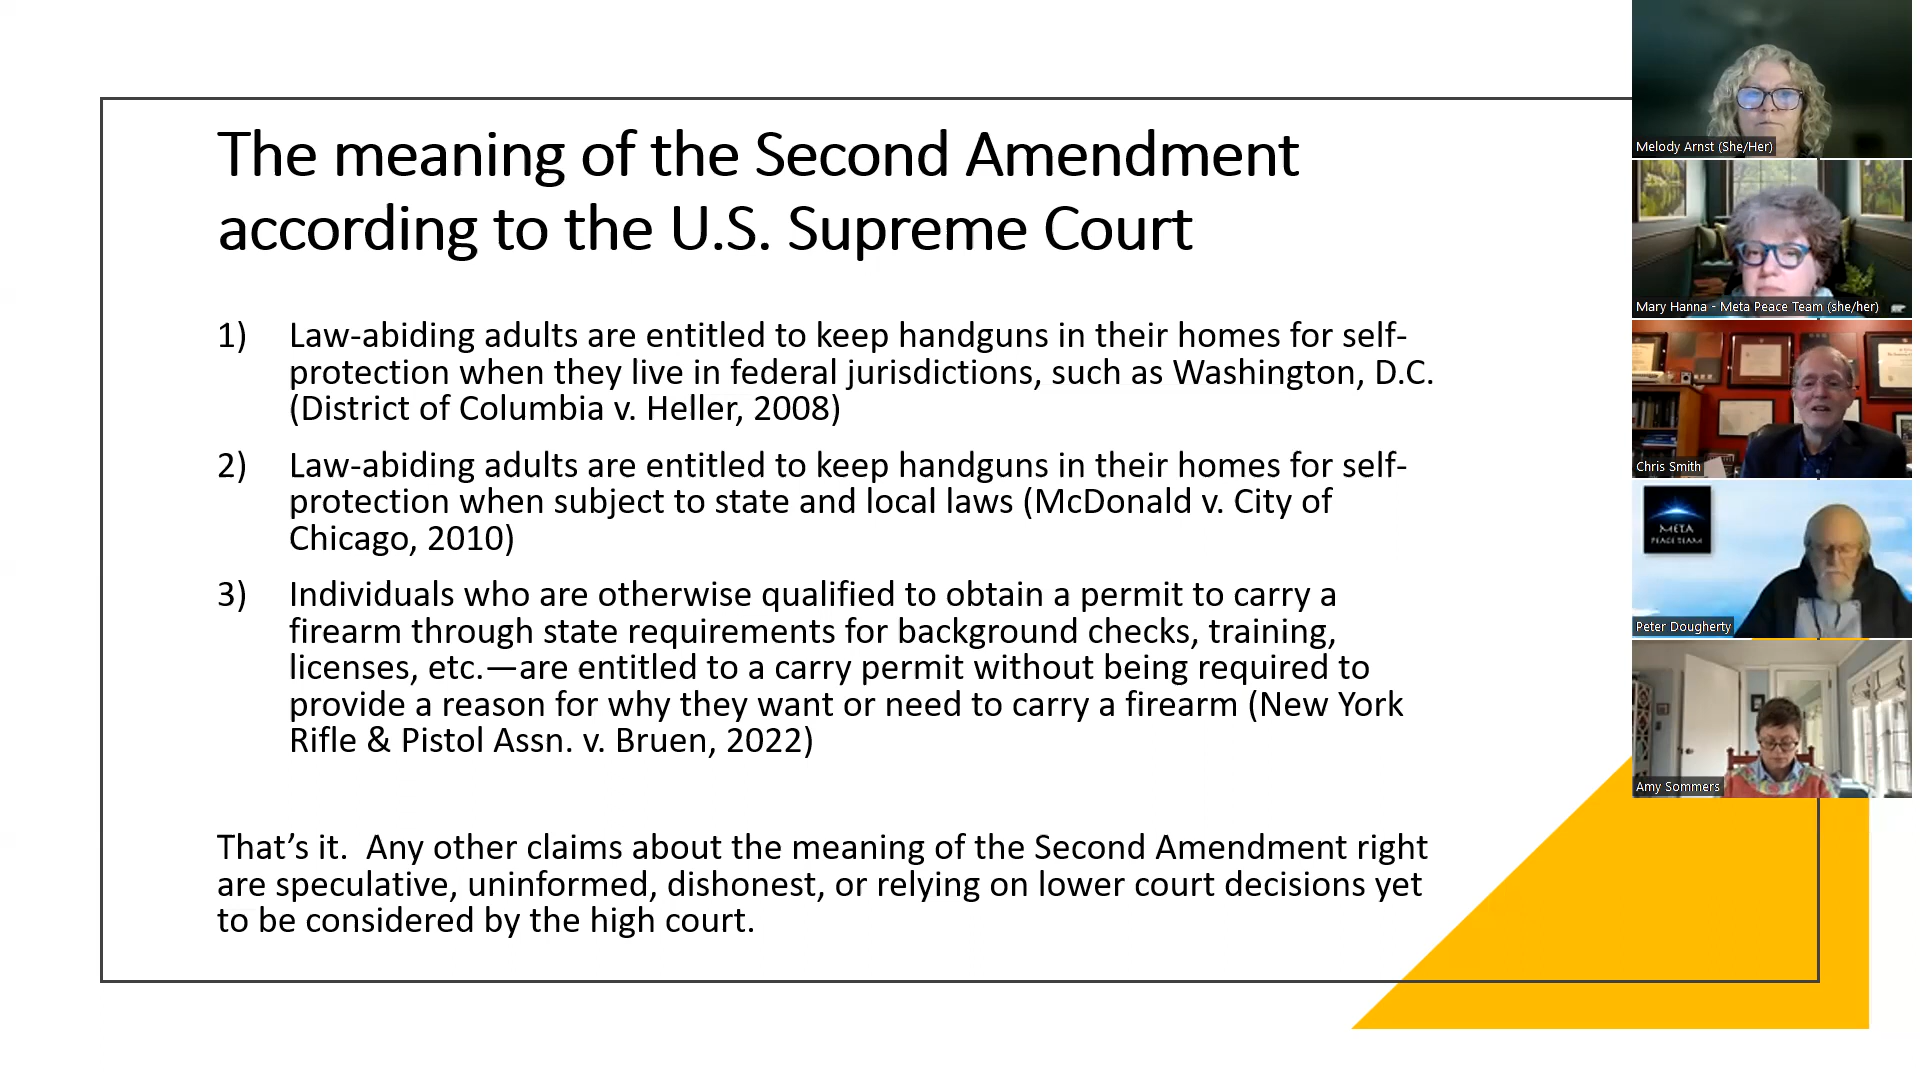 The meaning of the Second Amendment
according to the U.S. Supreme Court
1) Law-abiding adults are entitled to keep handguns in their homes for self-
protection when they live in federal jurisdictions, such as Washington, D.C.
(District of Columbia v. Heller, 2008)
2) Law-abiding adults are entitled to keep handguns in their homes for self-
protection when subject to state and local laws (McDonald v. City of
Chicago, 2010)
3) Individuals who are otherwise qualified to obtain a permit to carry a
firearm through state requirements for background checks, training,
licenses, etc.—are entitled to a carry permit without being required to
provide a reason for why they want or need to carry a firearm (New York
Rifle & Pistol Assn. v. Bruen, 2022)
That’s it.  Any other claims about the meaning of the Second Amendment right
are speculative, uninformed, dishonest, or relying on lower court decisions yet
to be considered by the high court.
Melody Arnst (She/Her)
Mary Hanna - Meta Peace Team (she/her)
Chris Smith
META
PEACE TEAM
Peter Dougherty
Amy Sommers